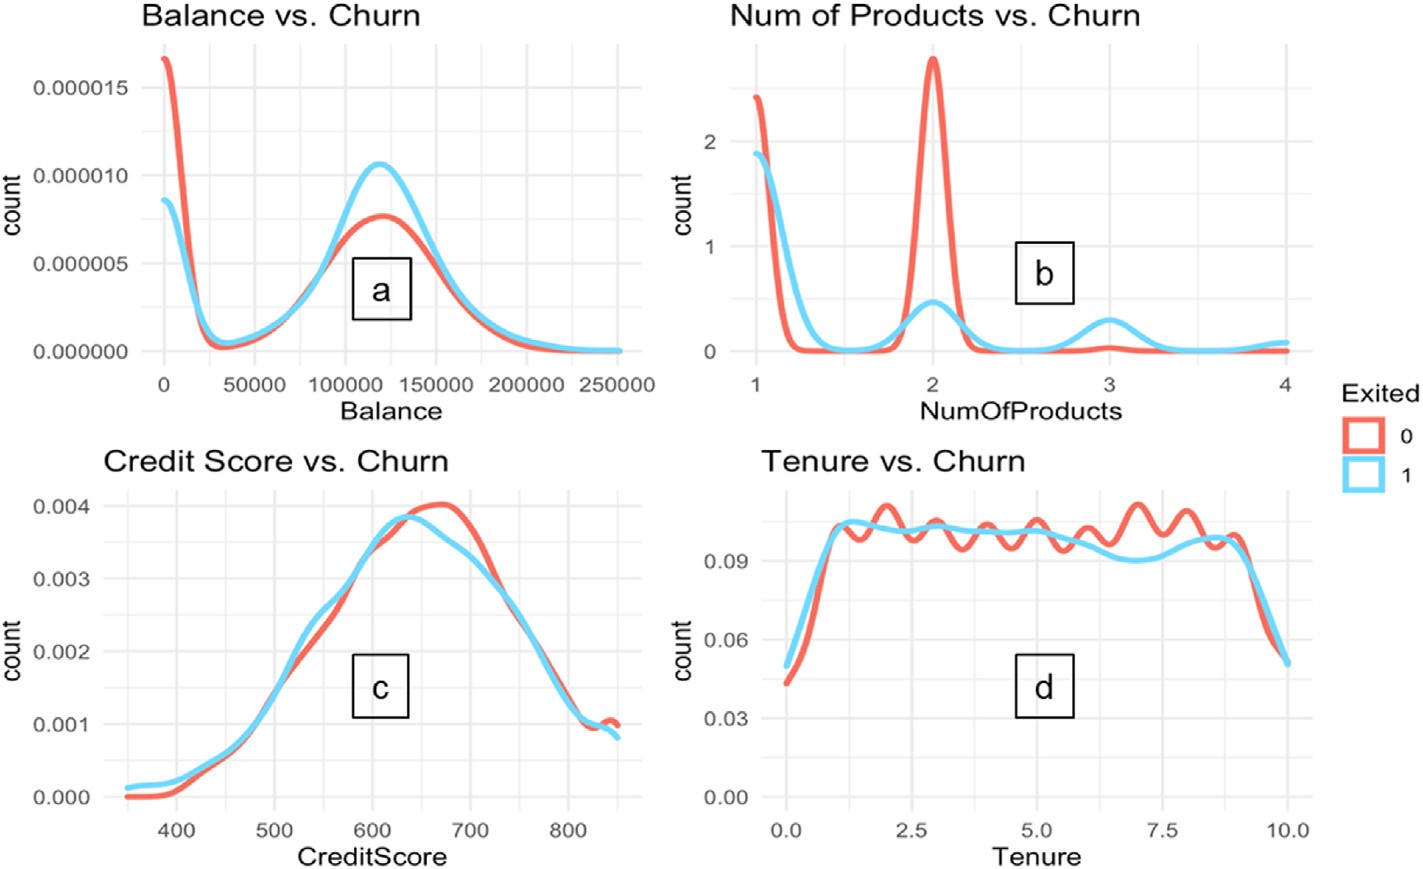 Balance vs. Churn
0.000015
0.000010
0.000005
0.000000
count
a
0 50000 100000 150000 200000 250000
Balance
Num of Products vs. Churn
2
1
0
count
b
1 2 3 4
NumOfProducts
Credit Score vs. Churn
0.004
0.003
0.002
0.001
0.000
count
c
400 500 600 700 800
CreditScore
Tenure vs. Churn
0.09
0.06
0.03
0.00
count
d
0.0 2.5 5.0 7.5 10.0
Tenure
Exited
0
1